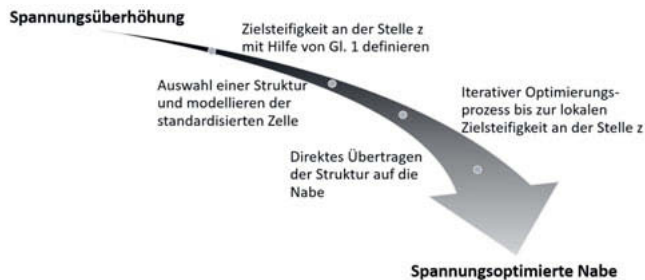 Spannungsüberhöhung
Zielsteifigkeit an der Stelle z
mit Hilfe von Gl. 1 definieren
Auswahl einer Struktur
und modellieren der
standardisierten Zelle
Iterativer Optimierungs-
prozess bis zur lokalen
Zielsteifigkeit an der Stelle z
Direktes Übertragen
der Struktur auf die
Nabe
Spannungsoptimierte Nabe